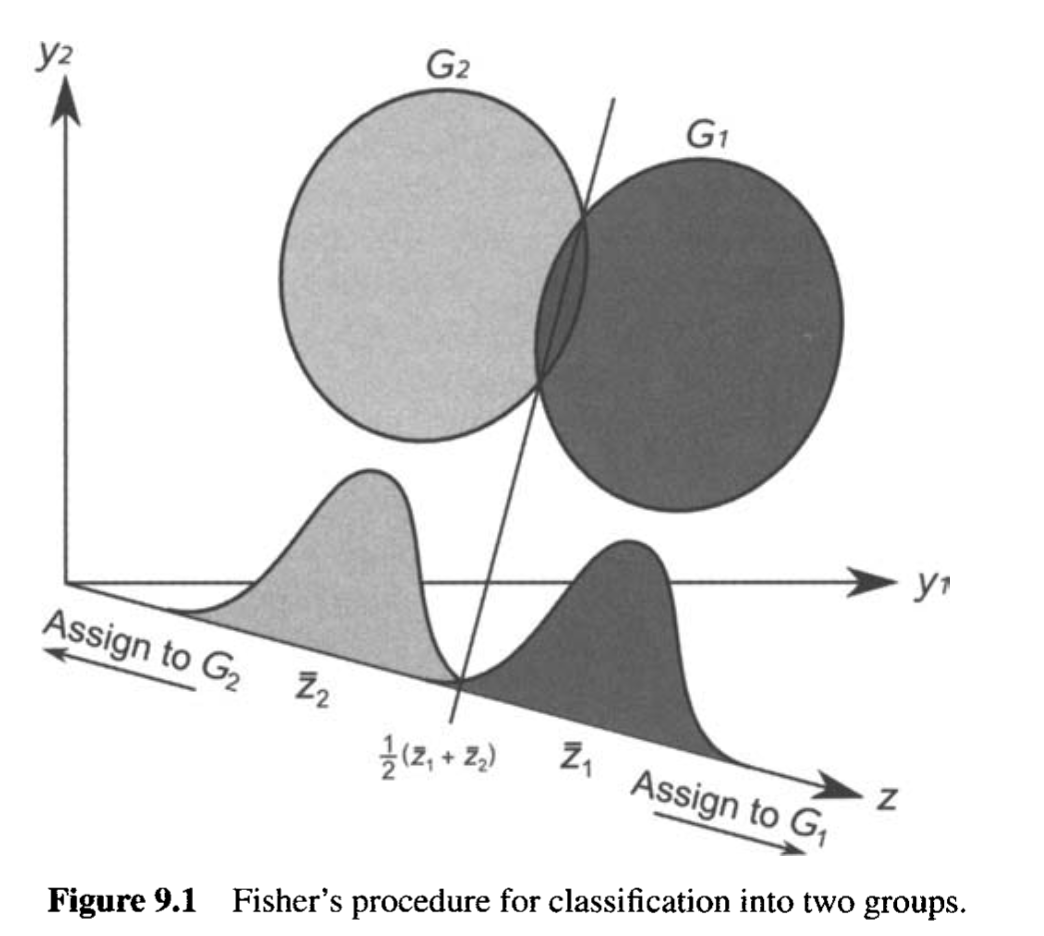 y₂
G₂
G₁
y₁
Assign to G₂
z̄₂
½(z̄₁ + z̄₂)
z̄₁
Assign to G₁
z
Figure 9.1 Fisher's procedure for classification into two groups.